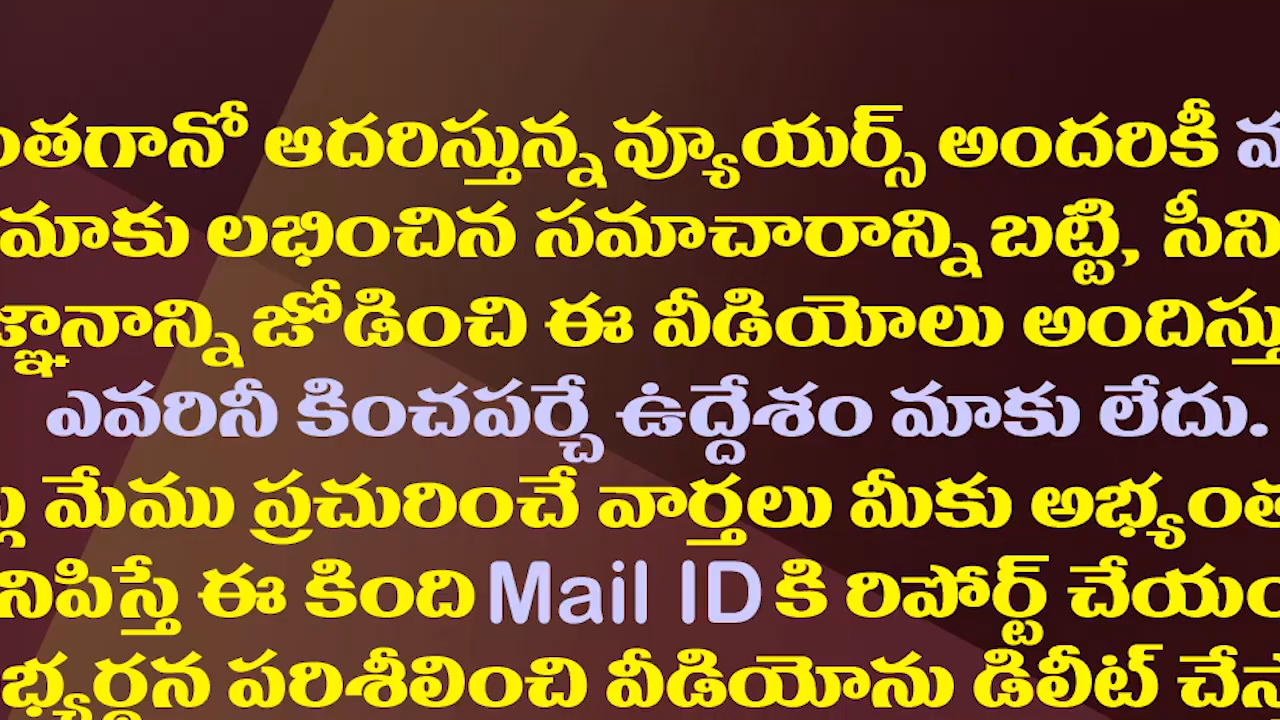 ంతగానో ఆదరిస్తున్న వ్యూయర్స్ అందరికీ
మాకు లభించిన సమాచారాన్ని బట్టి, సీని
జ్ఞానాన్ని జోడించి ఈ వీడియోలు అందిస్తు
ఎవరినీ కించపర్చే ఉద్దేశం మాకు లేదు.
మేము ప్రచురించే వార్తలు మీకు అభ్యంత
నిపిస్తే ఈ కింది Mail ID కి రిపోర్ట్ చేయం
భ్యర్థన పరిశీలించి వీడియోను డిలీట్ చేస